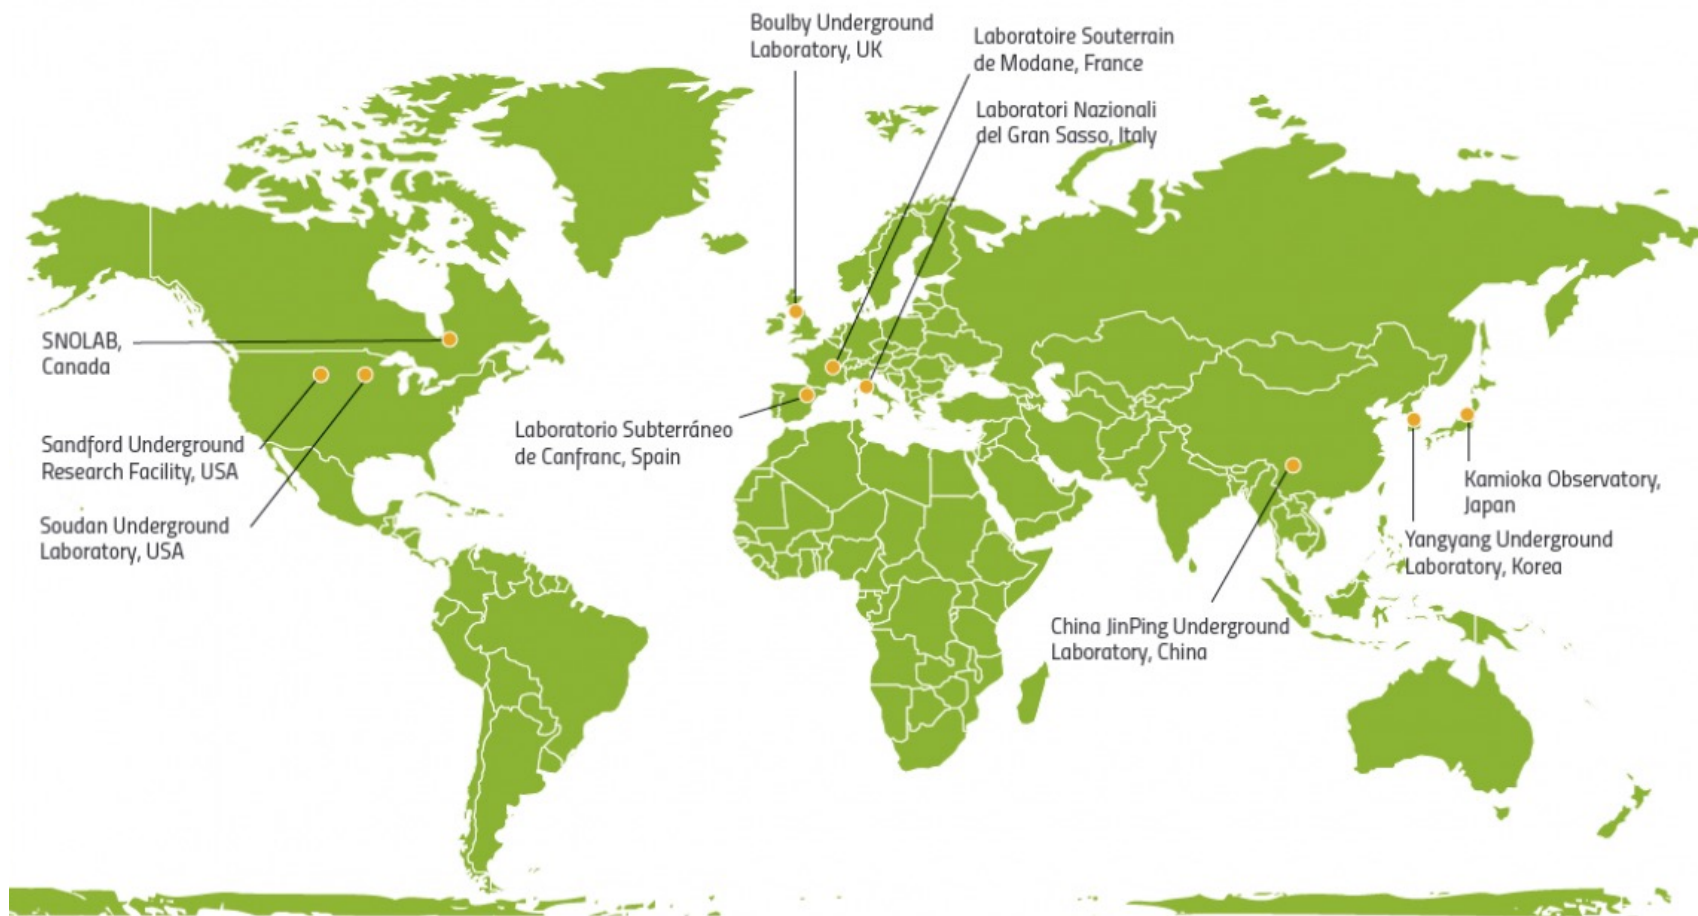 Boulby Underground
Laboratory, UK
Laboratoire Souterrain
de Modane, France
Laboratori Nazionali
del Gran Sasso, Italy
SNOLAB,
Canada
Sandford Underground
Research Facility, USA
Soudan Underground
Laboratory, USA
Laboratorio Subterráneo
de Canfranc, Spain
Kamioka Observatory,
Japan
Yangyang Underground
Laboratory, Korea
China JinPing Underground
Laboratory, China